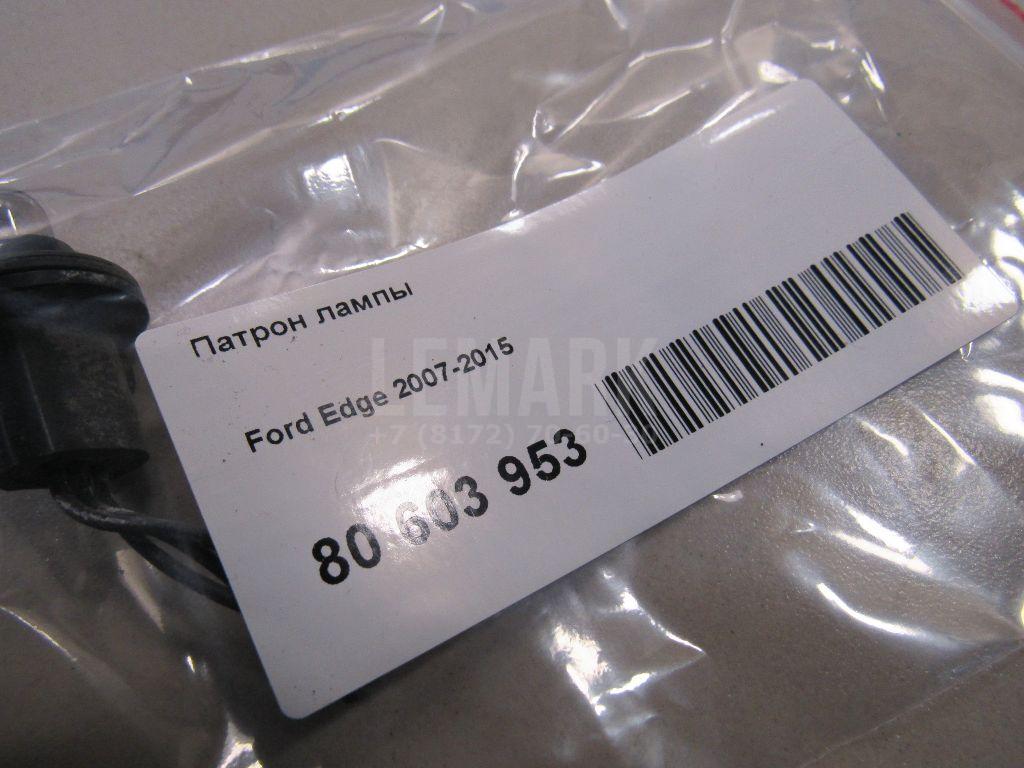 Патрон лампы
Ford Edge 2007-2015
80 603 953
LEMARK